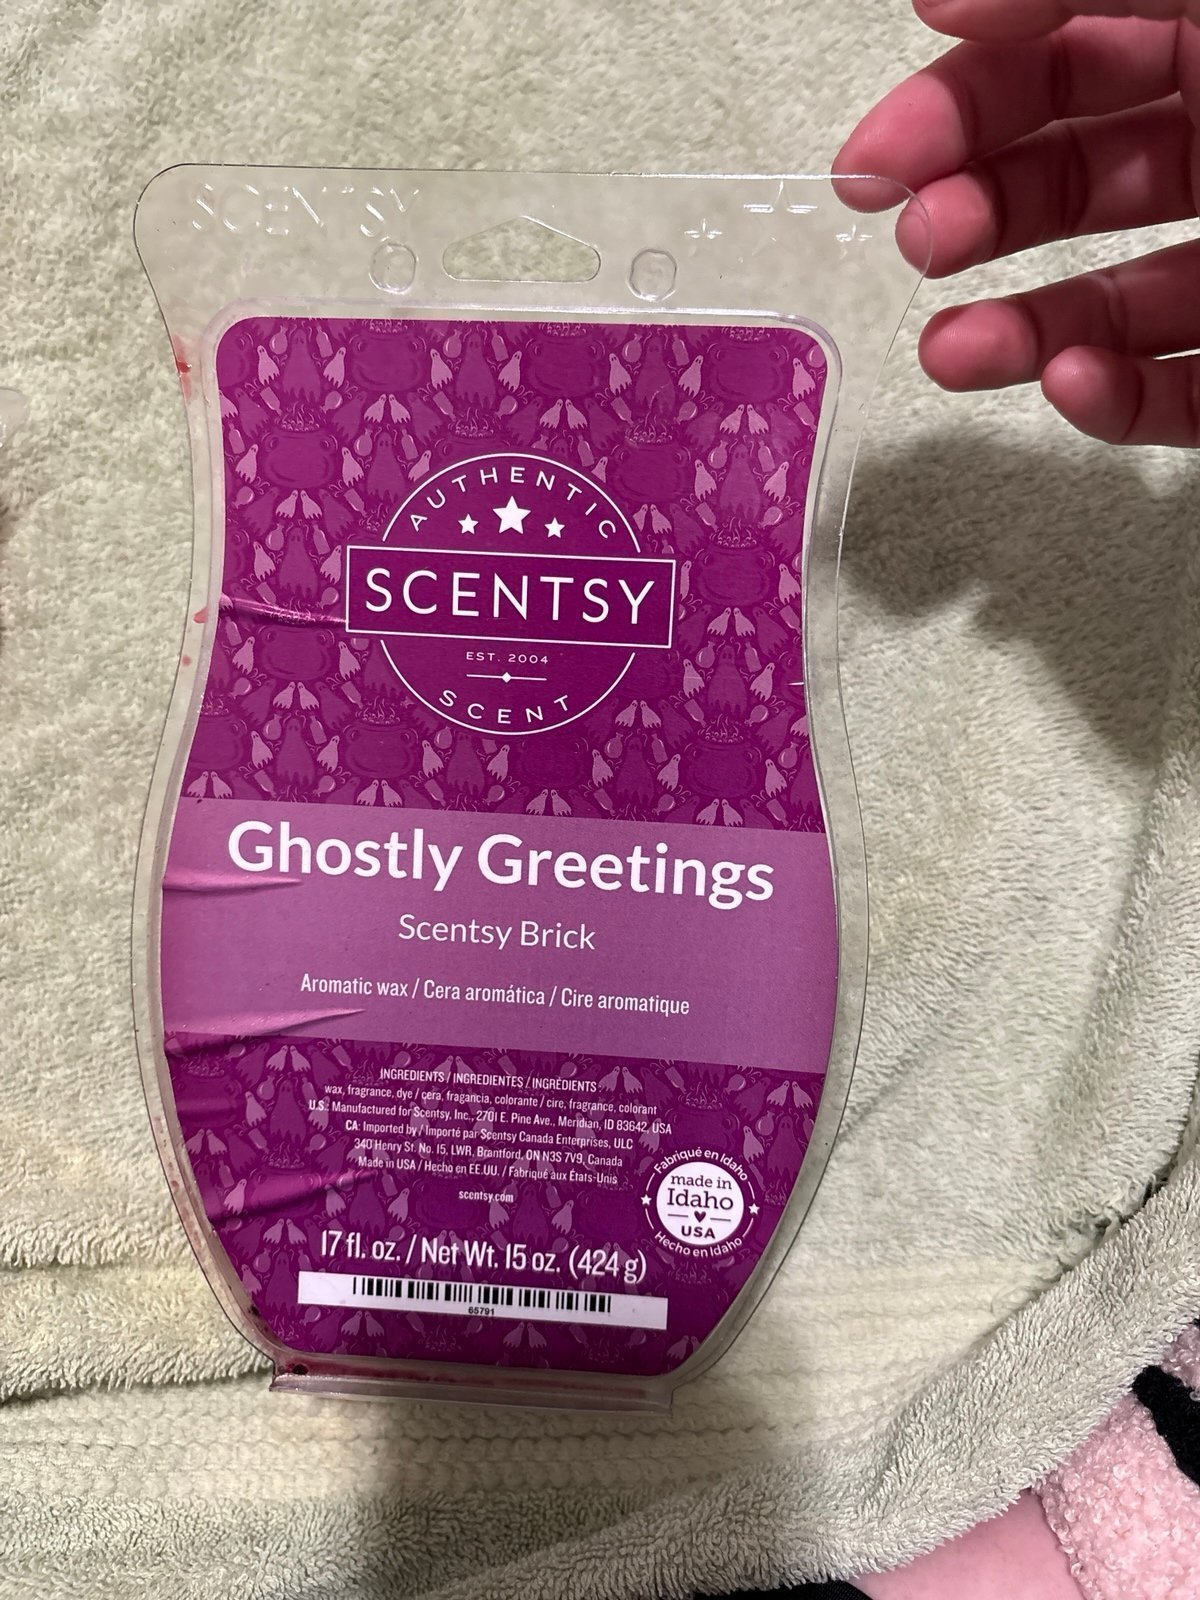 SCENTSY
AUTHENTIC
SCENTSY
EST. 2004
SCENT
Ghostly Greetings
Scentsy Brick
Aromatic wax / Cera aromática / Cire aromatique
INGREDIENTS / INGREDIENTES / INGRÉDIENTS :
wax, fragrance, dye / cera, fragancia, colorante / cire, fragrance, colorant
U.S.: Manufactured for Scentsy, Inc., 2701 E. Pine Ave., Meridian, ID 83642, USA
CA: Imported by / Importé par Scentsy Canada Enterprises, ULC
340 Henry St. No. 15, LWR, Brantford, ON N3S 7V9, Canada
Made in USA / Hecho en EE.UU. / Fabriqué aux États-Unis
scentsy.com
Fabriqué en Idaho
made in
Idaho
USA
Hecho en Idaho
17 fl. oz. / Net Wt. 15 oz. (424 g)
65791